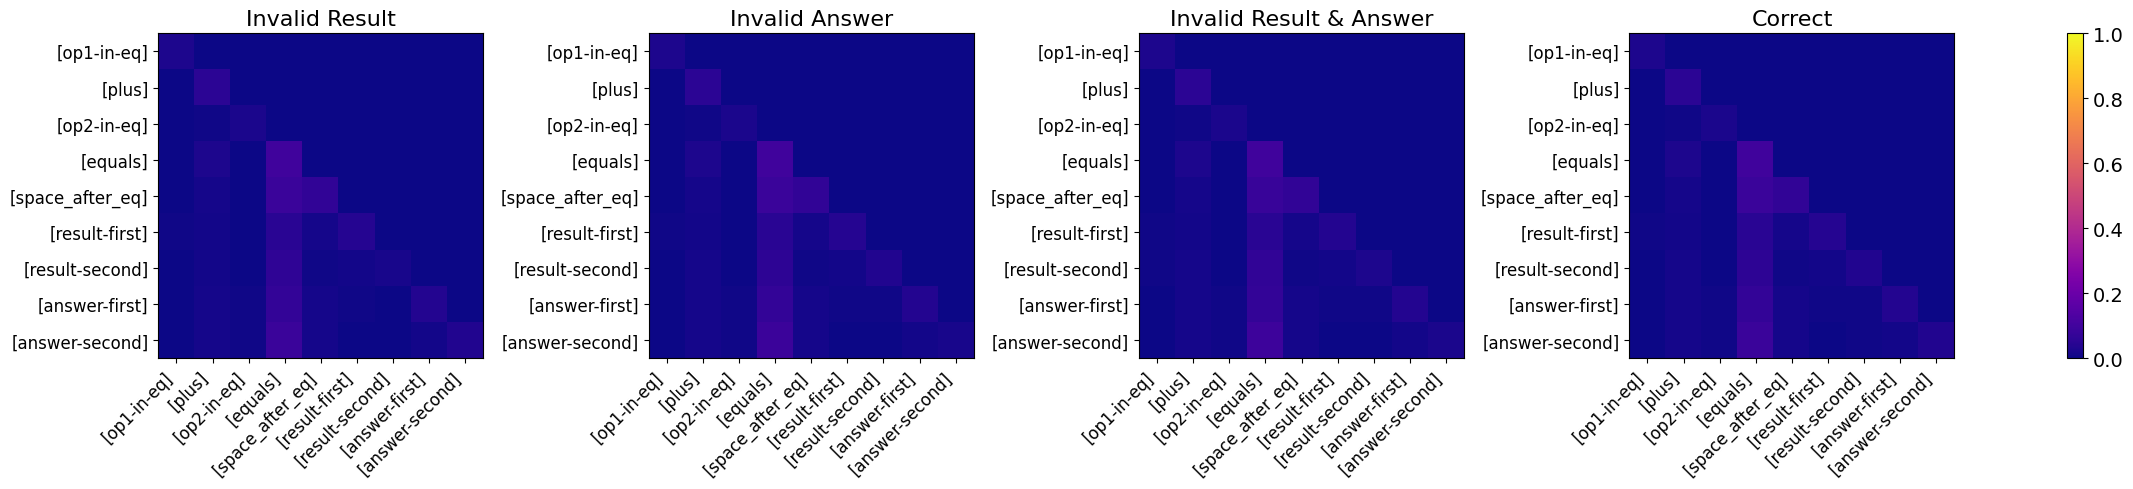 Invalid Result
[op1-in-eq]
[plus]
[op2-in-eq]
[equals]
[space_after_eq]
[result-first]
[result-second]
[answer-first]
[answer-second]
[op1-in-eq]
[plus]
[op2-in-eq]
[equals]
[space_after_eq]
[result-first]
[result-second]
[answer-first]
[answer-second]
Invalid Answer
[op1-in-eq]
[plus]
[op2-in-eq]
[equals]
[space_after_eq]
[result-first]
[result-second]
[answer-first]
[answer-second]
[op1-in-eq]
[plus]
[op2-in-eq]
[equals]
[space_after_eq]
[result-first]
[result-second]
[answer-first]
[answer-second]
Invalid Result & Answer
[op1-in-eq]
[plus]
[op2-in-eq]
[equals]
[space_after_eq]
[result-first]
[result-second]
[answer-first]
[answer-second]
[op1-in-eq]
[plus]
[op2-in-eq]
[equals]
[space_after_eq]
[result-first]
[result-second]
[answer-first]
[answer-second]
Correct
[op1-in-eq]
[plus]
[op2-in-eq]
[equals]
[space_after_eq]
[result-first]
[result-second]
[answer-first]
[answer-second]
[op1-in-eq]
[plus]
[op2-in-eq]
[equals]
[space_after_eq]
[result-first]
[result-second]
[answer-first]
[answer-second]
1.0
0.8
0.6
0.4
0.2
0.0